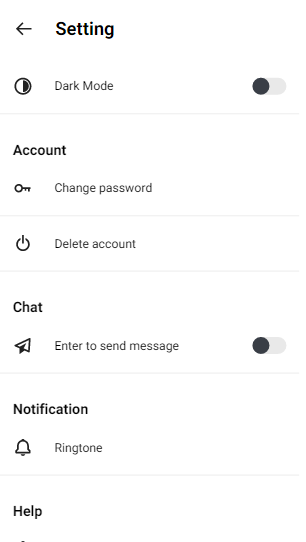 Setting
Dark Mode
Account
Change password
Delete account
Chat
Enter to send message
Notification
Ringtone
Help